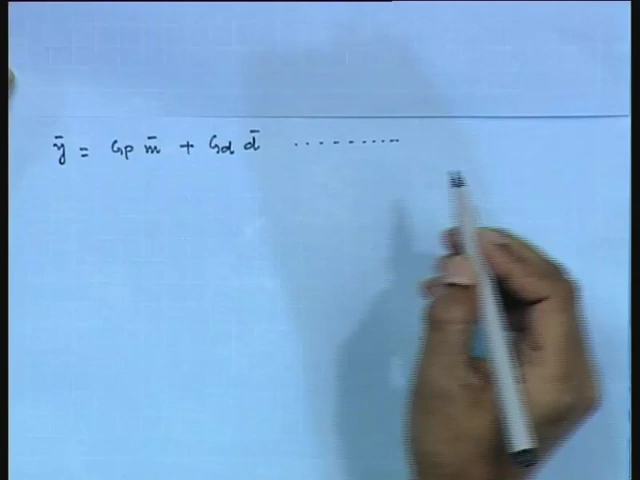 ȳ = Gp m̄ + Gd d̄ ..........